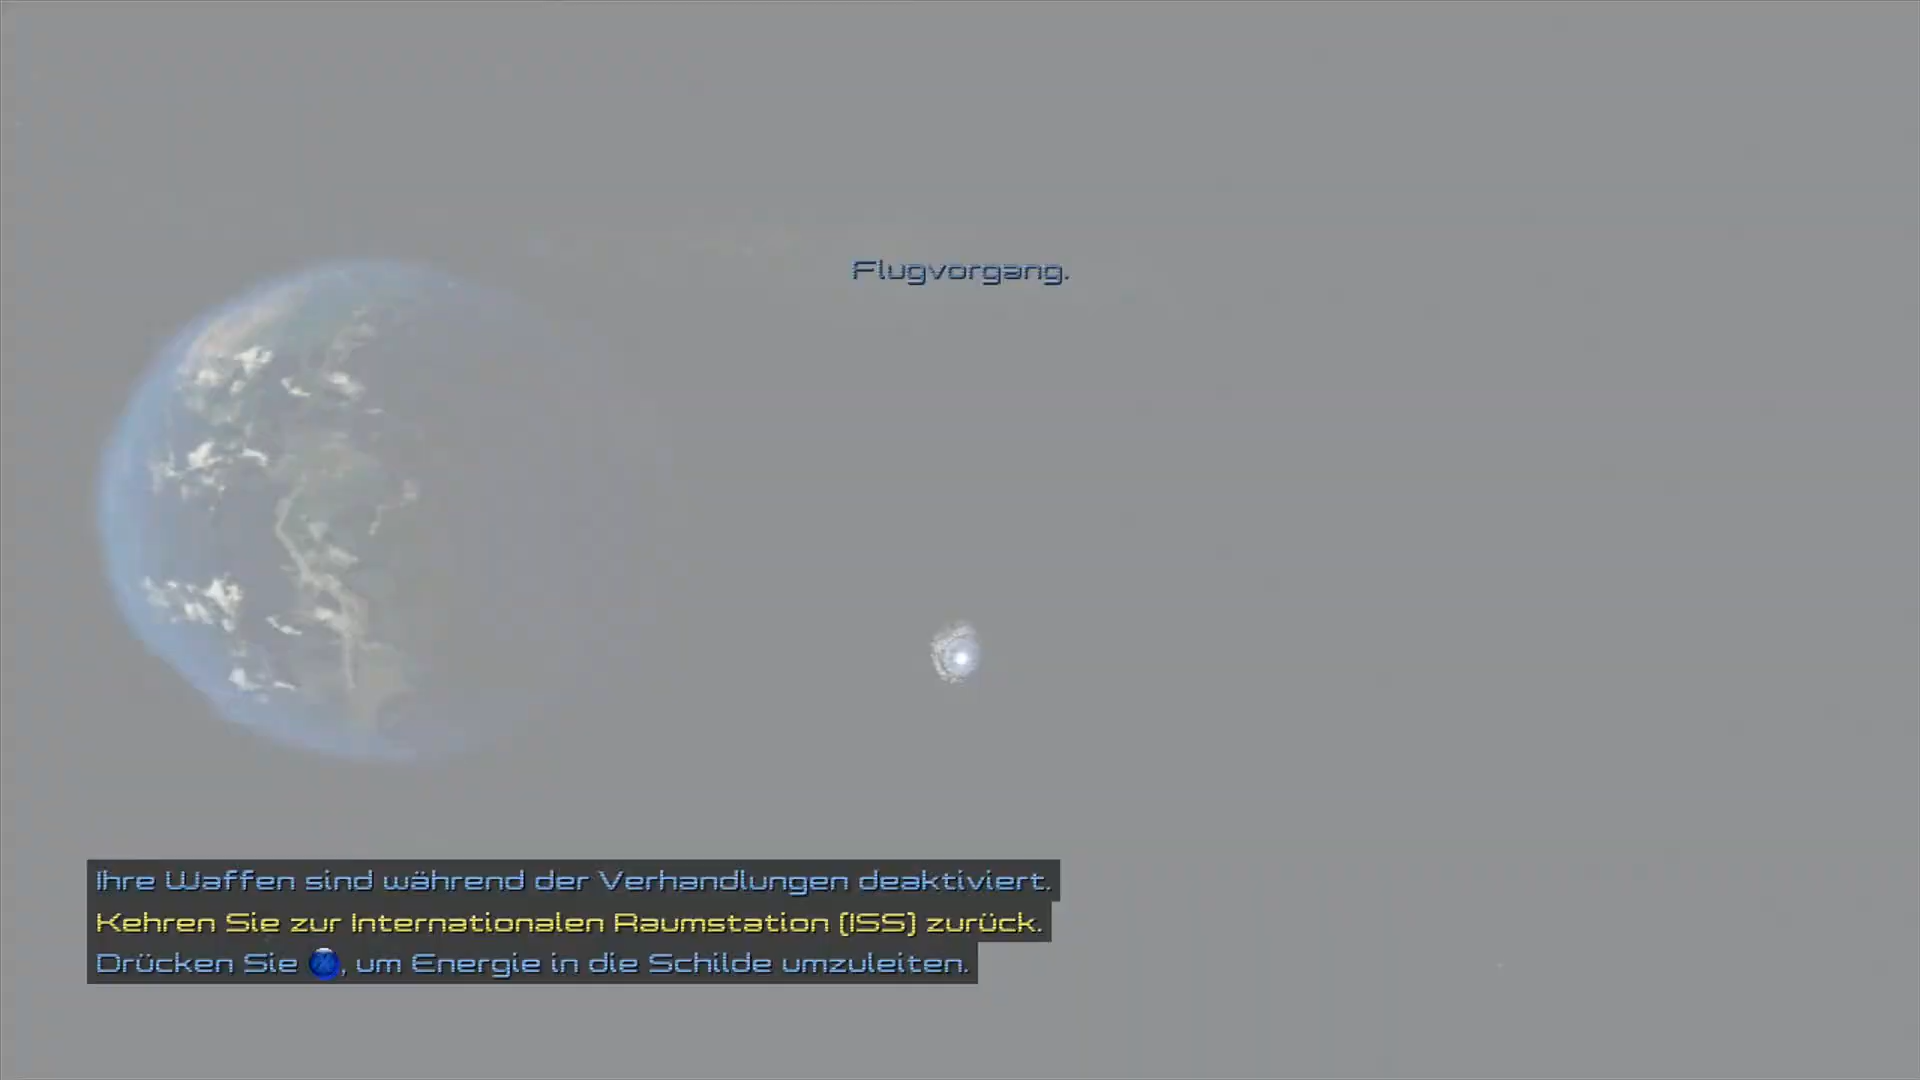 Flugvorgang.
Ihre Waffen sind während der Verhandlungen deaktiviert.
Kehren Sie zur Internationalen Raumstation (ISS) zurück.
Drücken Sie X, um Energie in die Schilde umzuleiten.